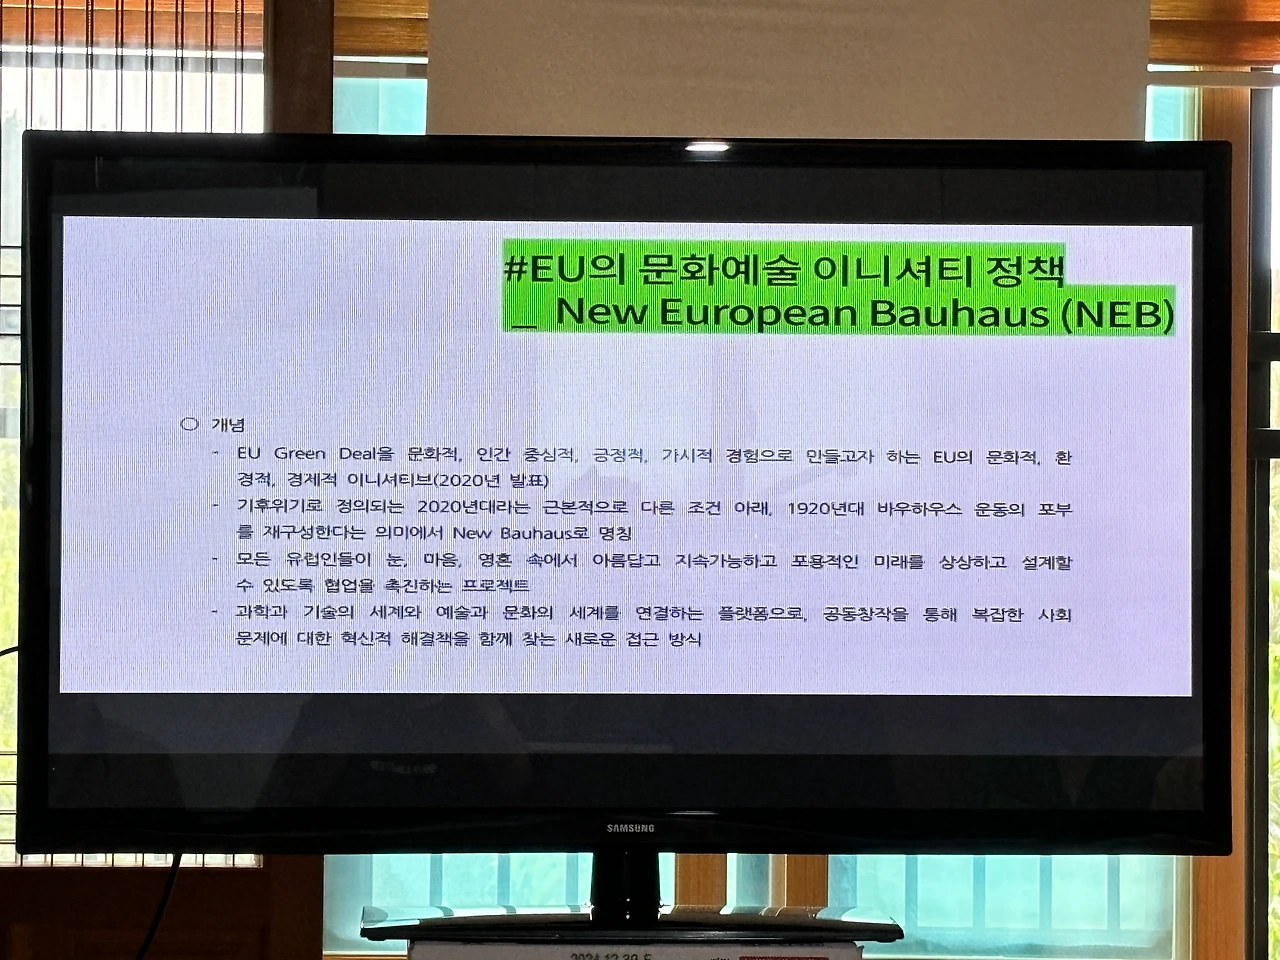 #EU의 문화예술 이니셔티 정책
_ New European Bauhaus (NEB)
○ 개념
- EU Green Deal을 문화적, 인간 중심적, 긍정적, 가시적 경험으로 만들고자 하는 EU의 문화적, 환
경적, 경제적 이니셔티브(2020년 발표)
- 기후위기로 정의되는 2020년대라는 근본적으로 다른 조건 아래, 1920년대 바우하우스 운동의 포부
를 재구성한다는 의미에서 New Bauhaus로 명칭
- 모든 유럽인들이 눈, 마음, 영혼 속에서 아름답고 지속가능하고 포용적인 미래를 상상하고 설계할
수 있도록 협업을 촉진하는 프로젝트
- 과학과 기술의 세계와 예술과 문화의 세계를 연결하는 플랫폼으로, 공동창작을 통해 복잡한 사회
문제에 대한 혁신적 해결책을 함께 찾는 새로운 접근 방식
SAMSUNG